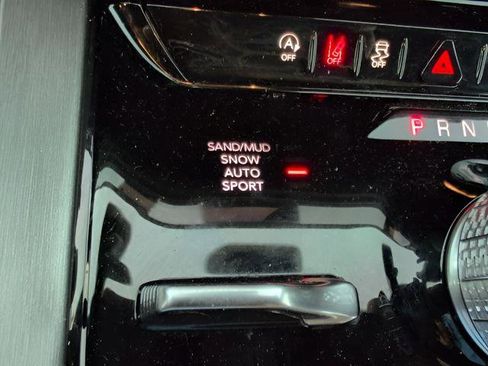 A
OFF
OFF
OFF
P R N
SAND/MUD
SNOW
AUTO
SPORT